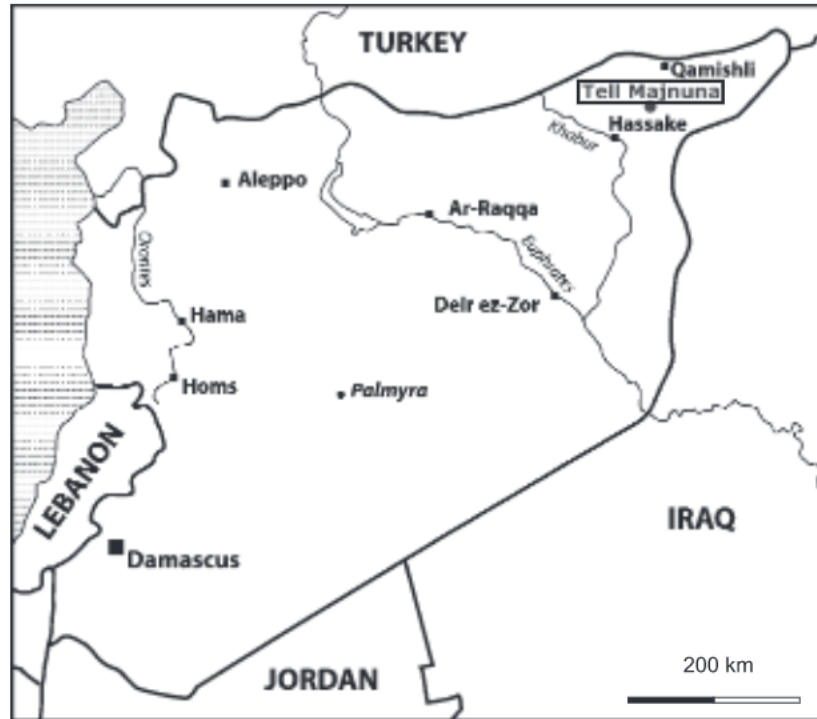 TURKEY
Qamishli
Tell Majnuna
Hassake
Khabur
Aleppo
Ar-Raqqa
Orontes
Euphrates
Deir ez-Zor
Hama
Homs
Palmyra
LEBANON
IRAQ
Damascus
200 km
JORDAN